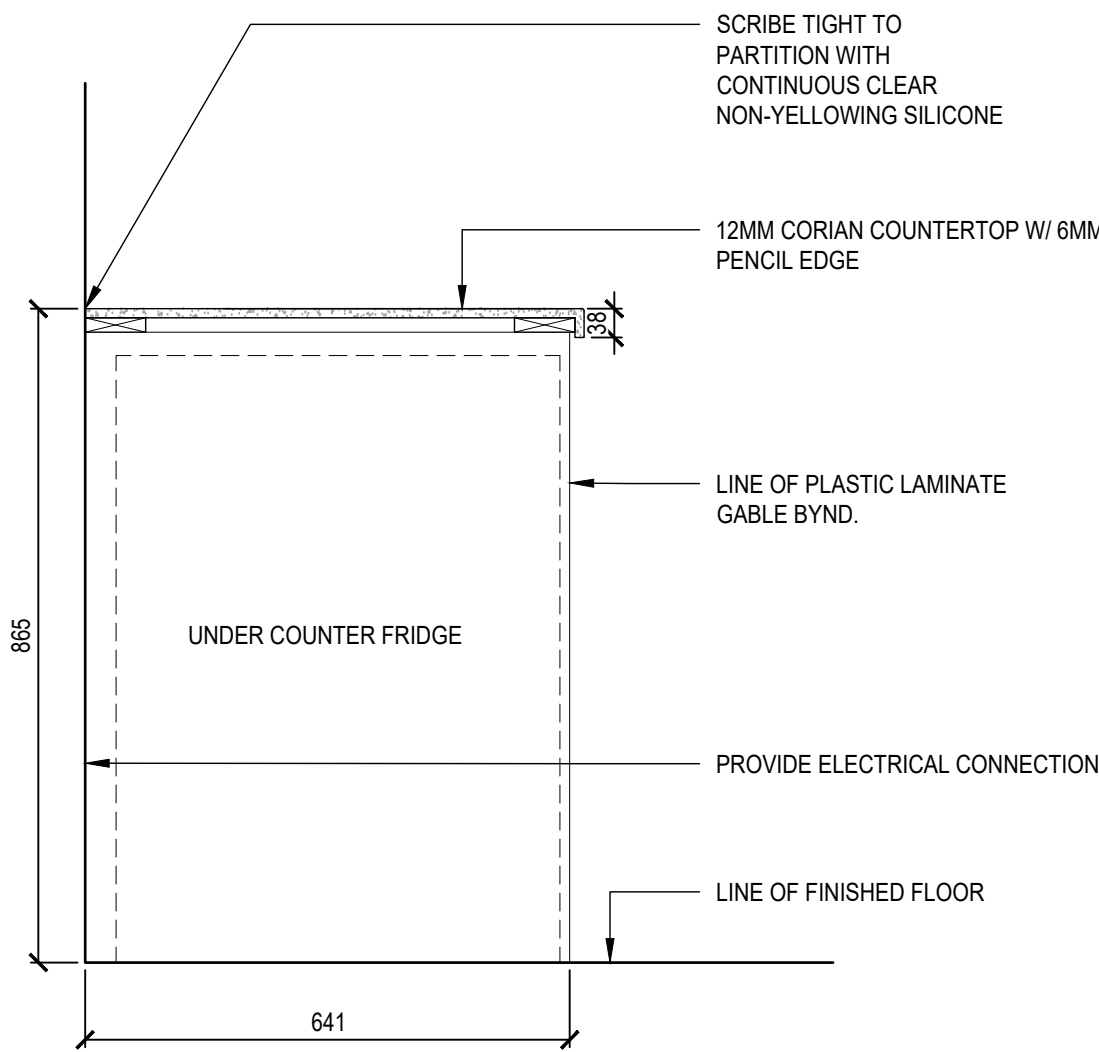 SCRIBE TIGHT TO
PARTITION WITH
CONTINUOUS CLEAR
NON-YELLOWING SILICONE
12MM CORIAN COUNTERTOP W/ 6MM
PENCIL EDGE
38
LINE OF PLASTIC LAMINATE
GABLE BYND.
865
UNDER COUNTER FRIDGE
PROVIDE ELECTRICAL CONNECTION
LINE OF FINISHED FLOOR
641